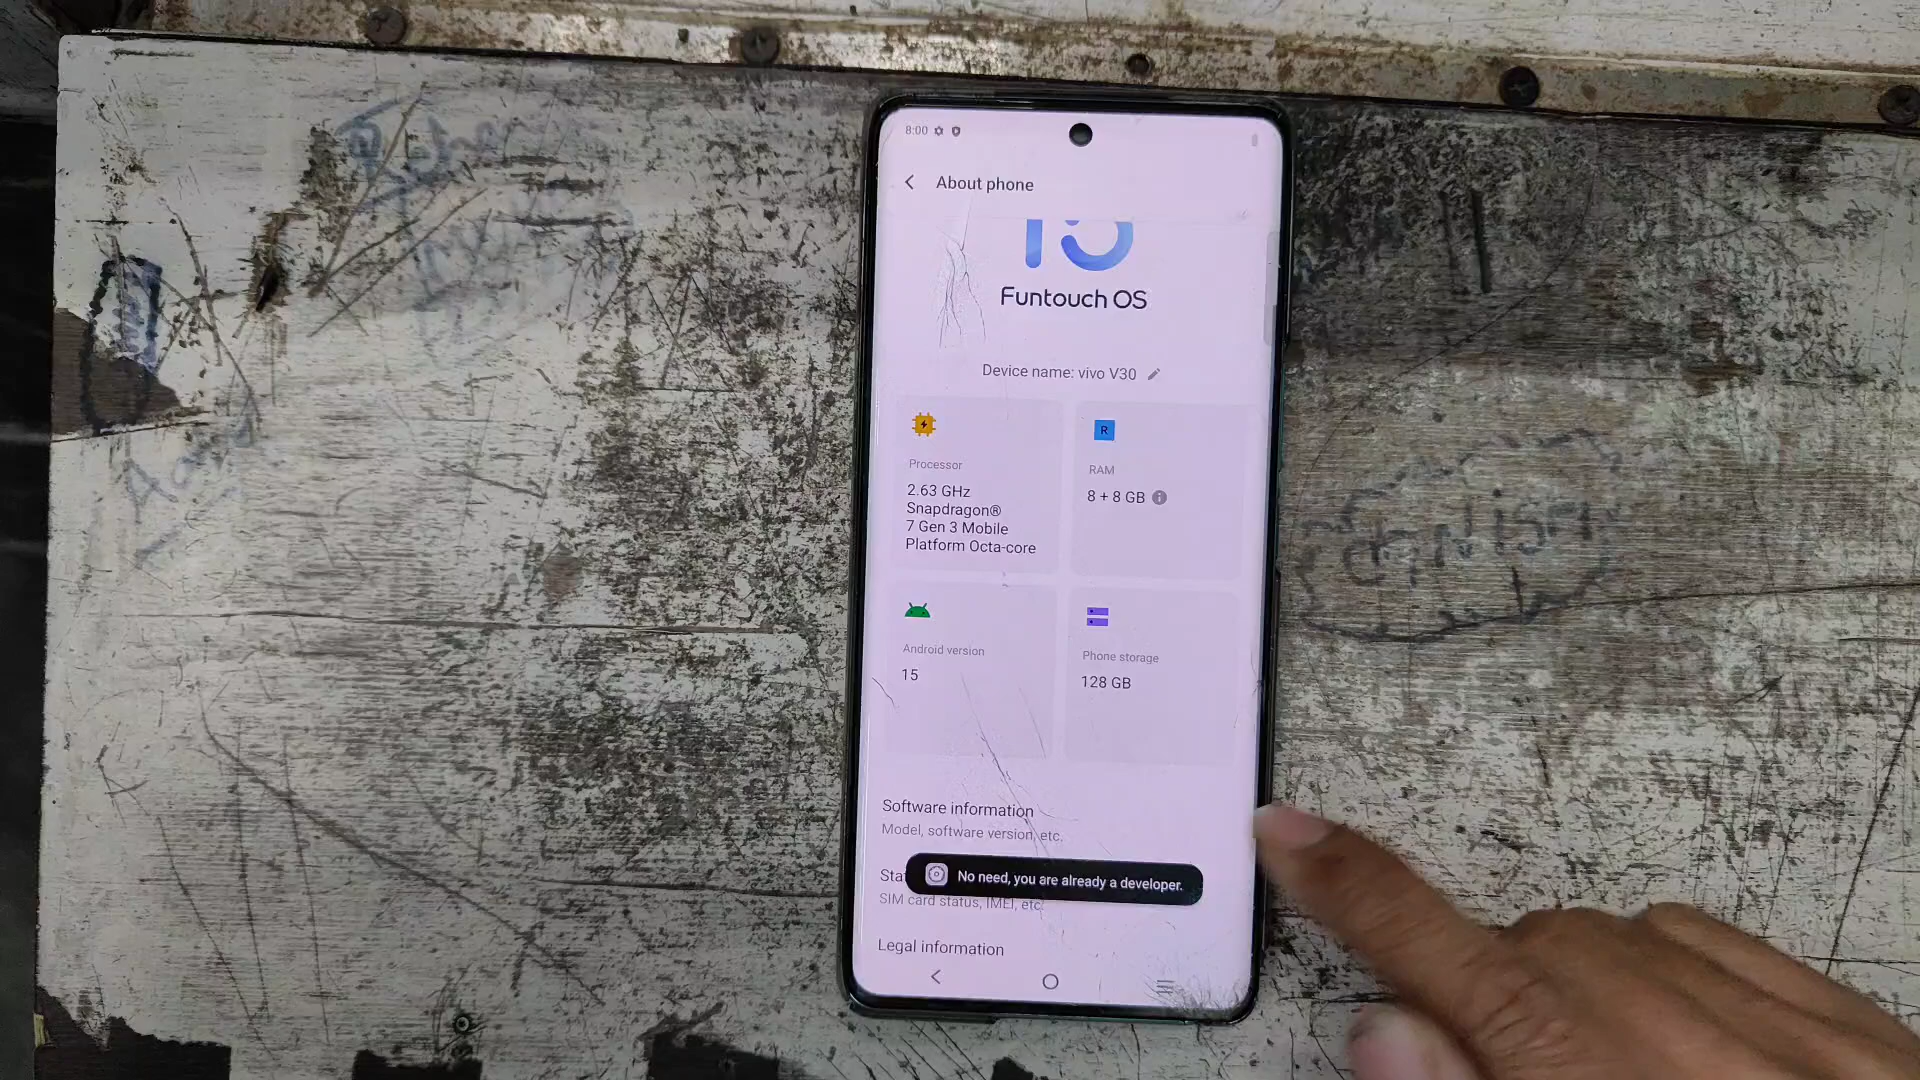 8:00
About phone
15
Funtouch OS
Device name: vivo V30
Processor
2.63 GHz
Snapdragon®
7 Gen 3 Mobile
Platform Octa-core
R
RAM
8 + 8 GB
Android version
15
Phone storage
128 GB
Software information
Model, software version, etc.
No need, you are already a developer.
SIM card status, IMEI, etc.
Legal information